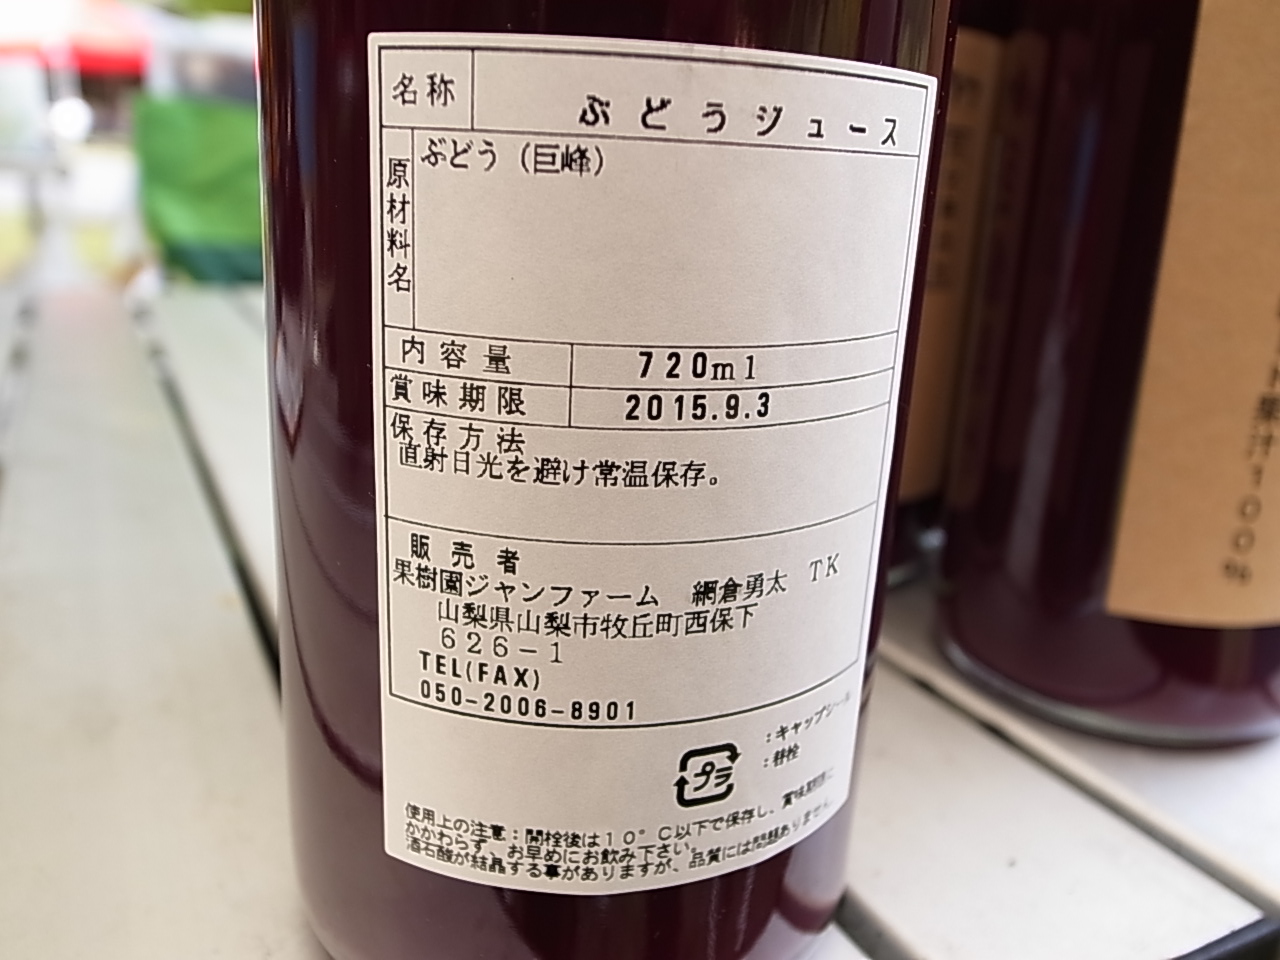 名称 ぶどうジュース
原材料名 ぶどう（巨峰）
内容量 720ml
賞味期限 2015.9.3
保存方法
直射日光を避け常温保存。
販売者
果樹園ジャンファーム 網倉勇太 TK
山梨県山梨市牧丘町西保下
626-1
TEL(FAX)
050-2006-8901
：キャップシール
プラ ：替栓
使用上の注意：開栓後は10°C以下で保存し、賞味期限に
かかわらず、お早めにお飲み下さい。
酒石酸が結晶する事がありますが、品質には問題ありません。
果汁100%